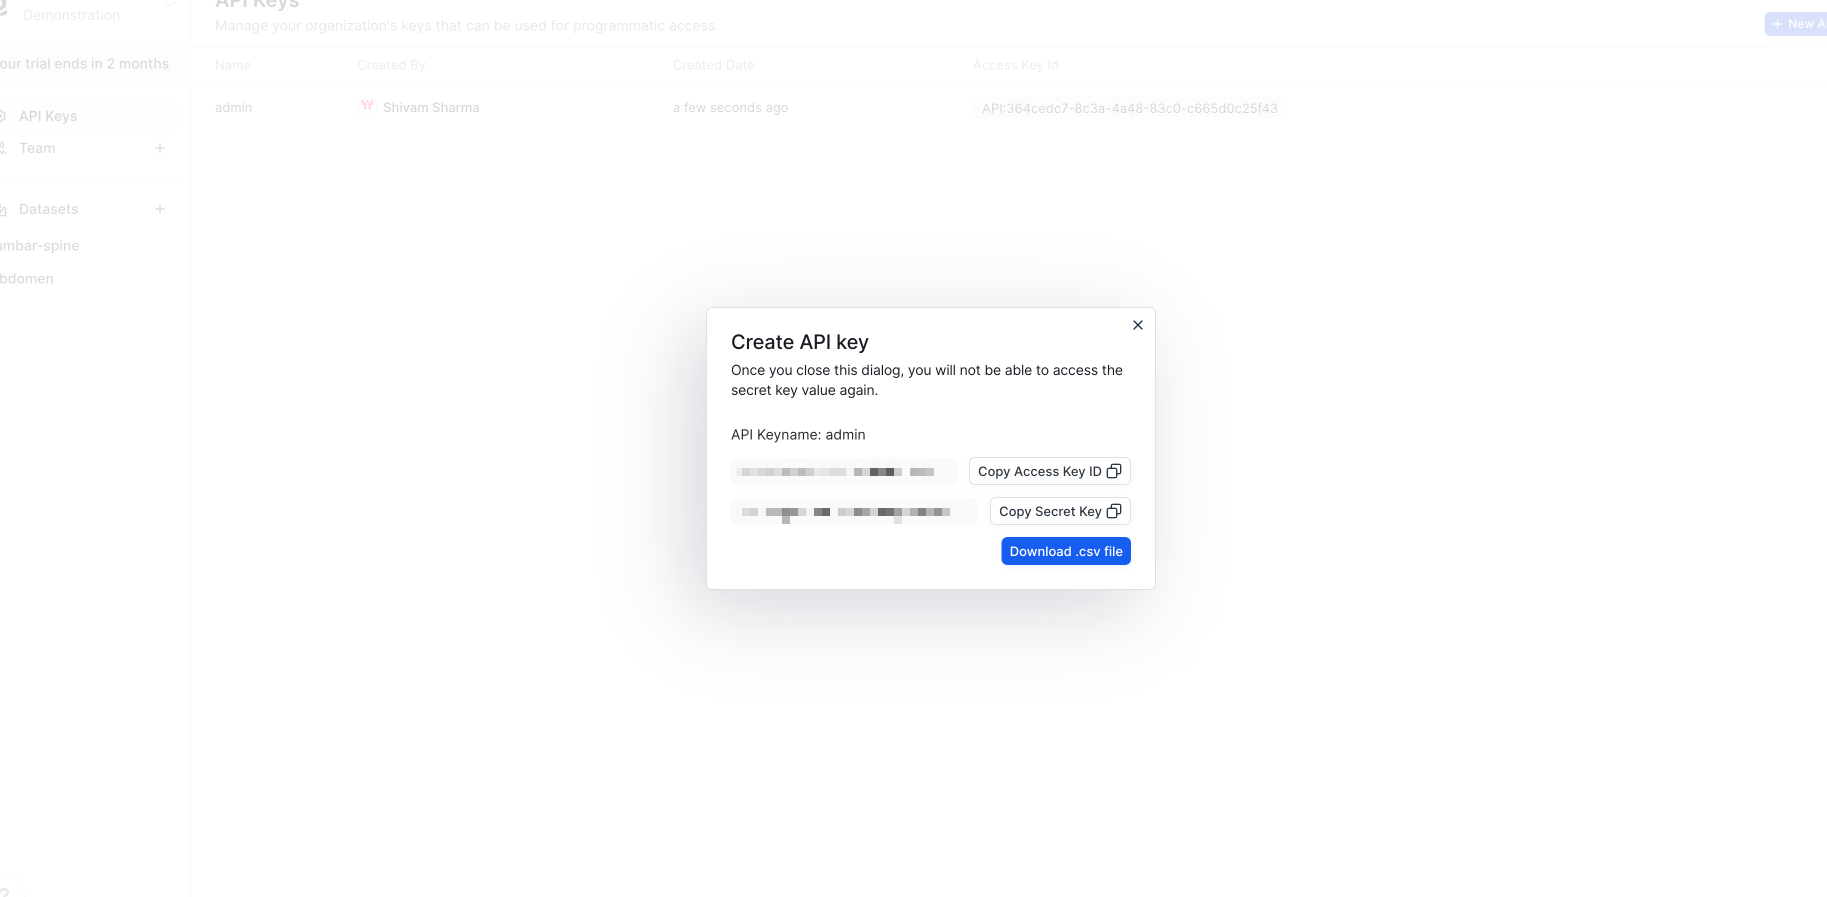 API Keys
Demonstration
Manage your organization's keys that can be used for programmatic access.
+ New A
our trial ends in 2 months
Name Created By Created Date Access Key Id
admin Shivam Sharma a few seconds ago API:364cedc7-8c3a-4a48-83c0-c665d0c25f43
API Keys
Team +
Datasets +
umbar-spine
bdomen
Create API key
Once you close this dialog, you will not be able to access the
secret key value again.
API Keyname: admin
Copy Access Key ID
Copy Secret Key
Download .csv file